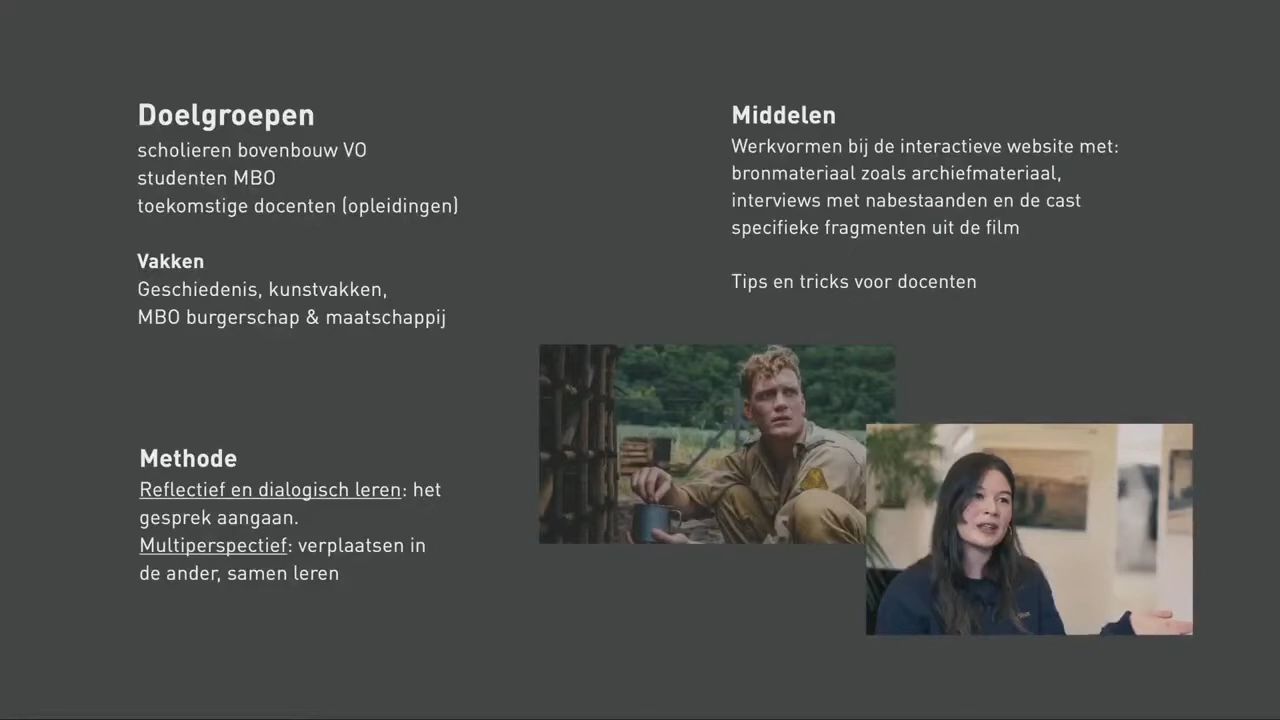 Doelgroepen
scholieren bovenbouw VO
studenten MBO
toekomstige docenten (opleidingen)
Vakken
Geschiedenis, kunstvakken,
MBO burgerschap & maatschappij
Methode
Reflectief en dialogisch leren: het
gesprek aangaan.
Multiperspectief: verplaatsen in
de ander, samen leren
Middelen
Werkvormen bij de interactieve website met:
bronmateriaal zoals archiefmateriaal,
interviews met nabestaanden en de cast
specifieke fragmenten uit de film
Tips en tricks voor docenten